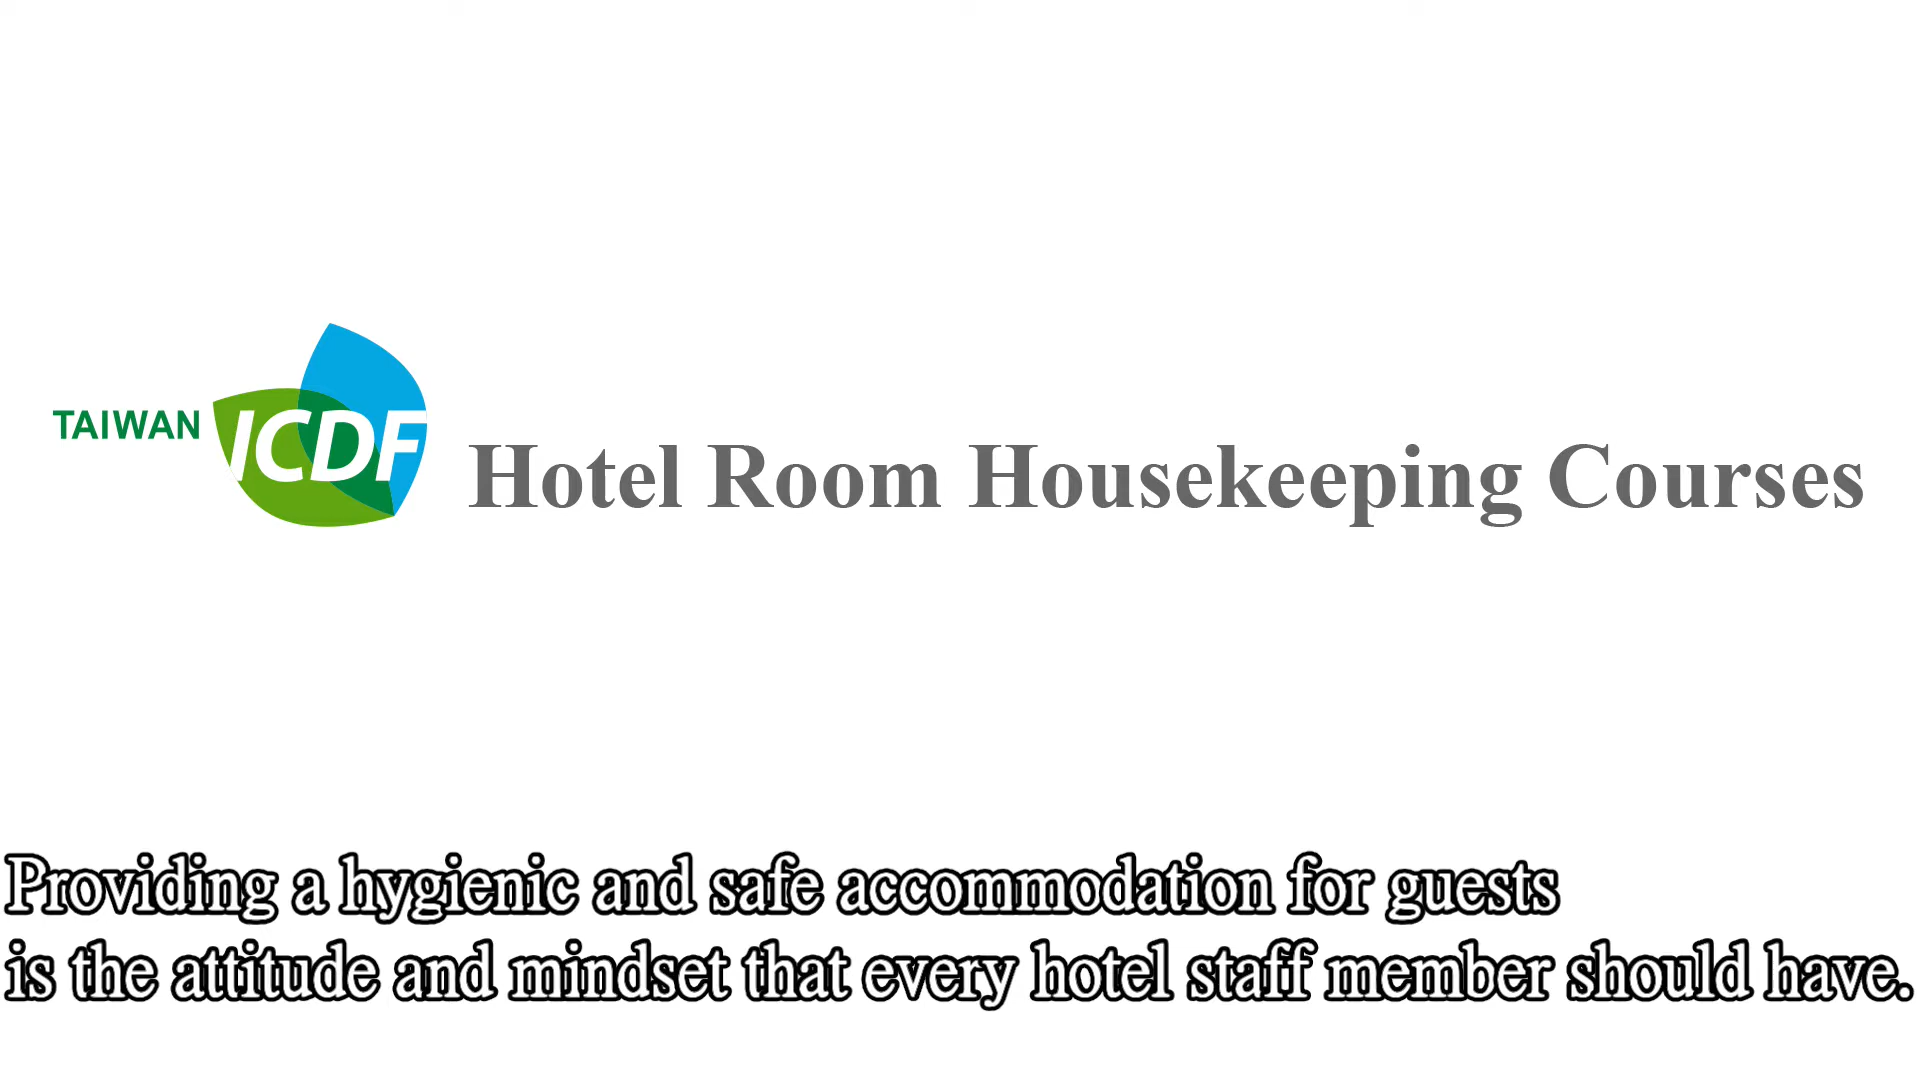 TAIWAN ICDF Hotel Room Housekeeping Courses
Providing a hygienic and safe accommodation for guests
is the attitude and mindset that every hotel staff member should have.